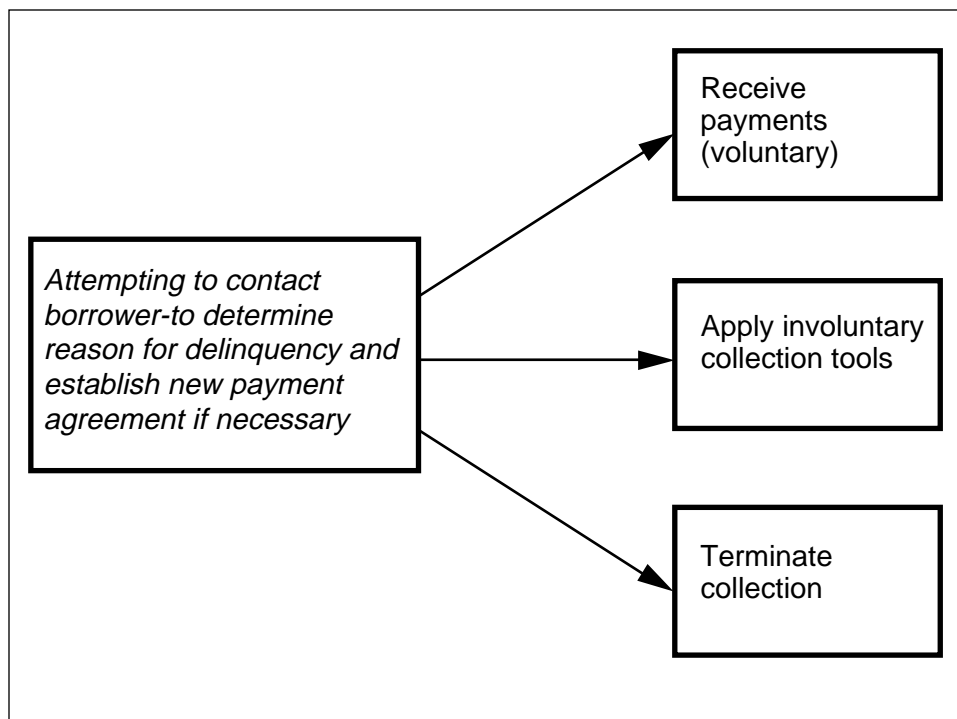 Attempting to contact
borrower-to determine
reason for delinquency and
establish new payment
agreement if necessary
Receive
payments
(voluntary)
Apply involuntary
collection tools
Terminate
collection